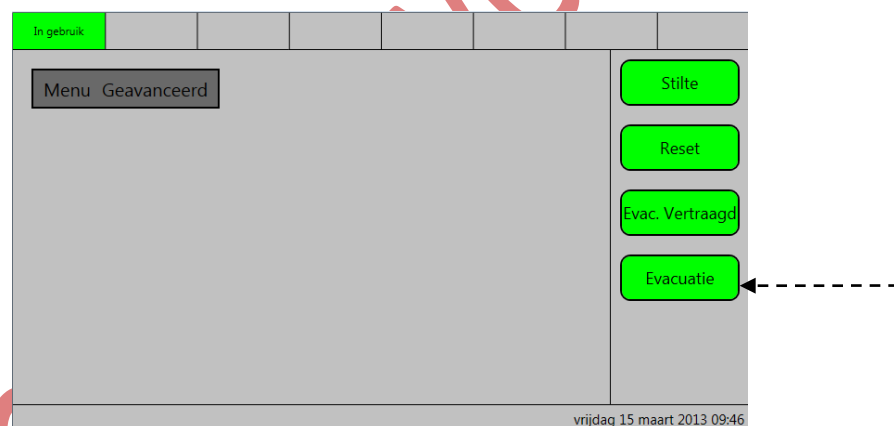 In gebruik
Menu Geavanceerd
Stilte
Reset
Evac. Vertraagd
Evacuatie
vrijdag 15 maart 2013 09:46